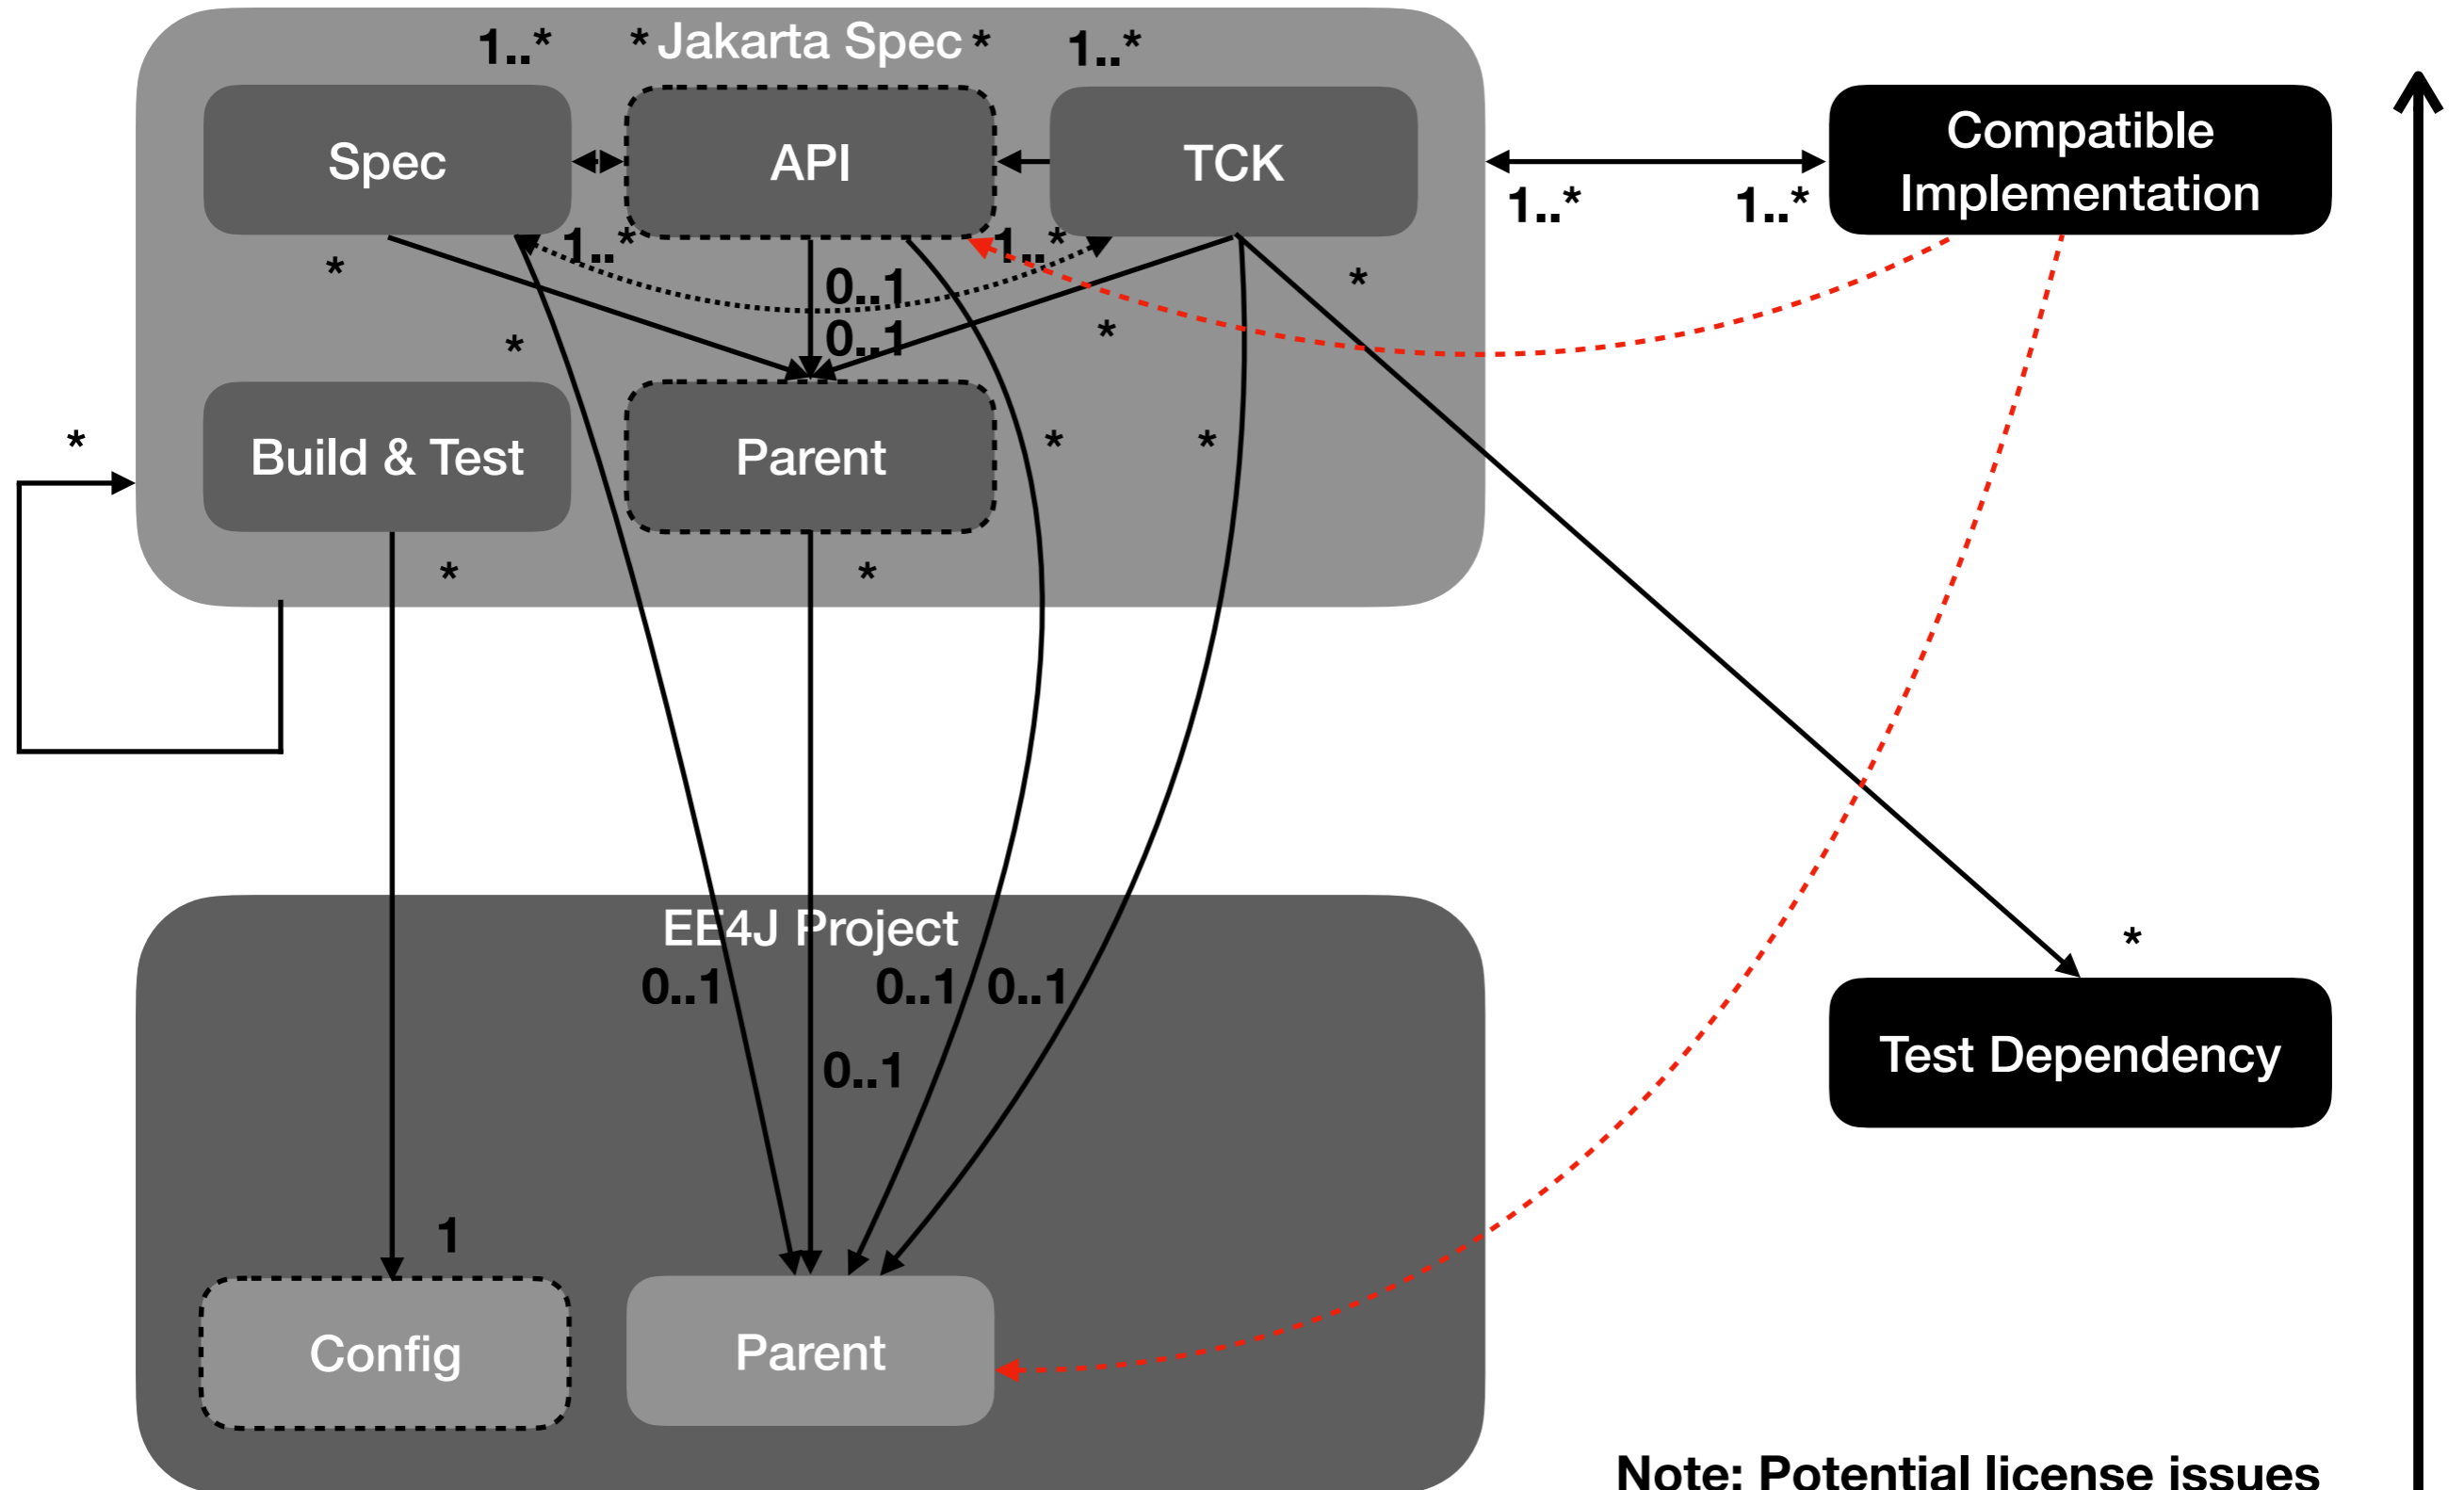 1..* * Jakarta Spec * 1..*
Spec
API
TCK
Compatible
Implementation
1..* 1..*
1..* 1..*
* 0..1 *
* 0..1 *
* Build & Test Parent * *
* *
EE4J Project
0..1 0..1 0..1
*
0..1
Test Dependency
1
Config
Parent
Note: Potential license issues